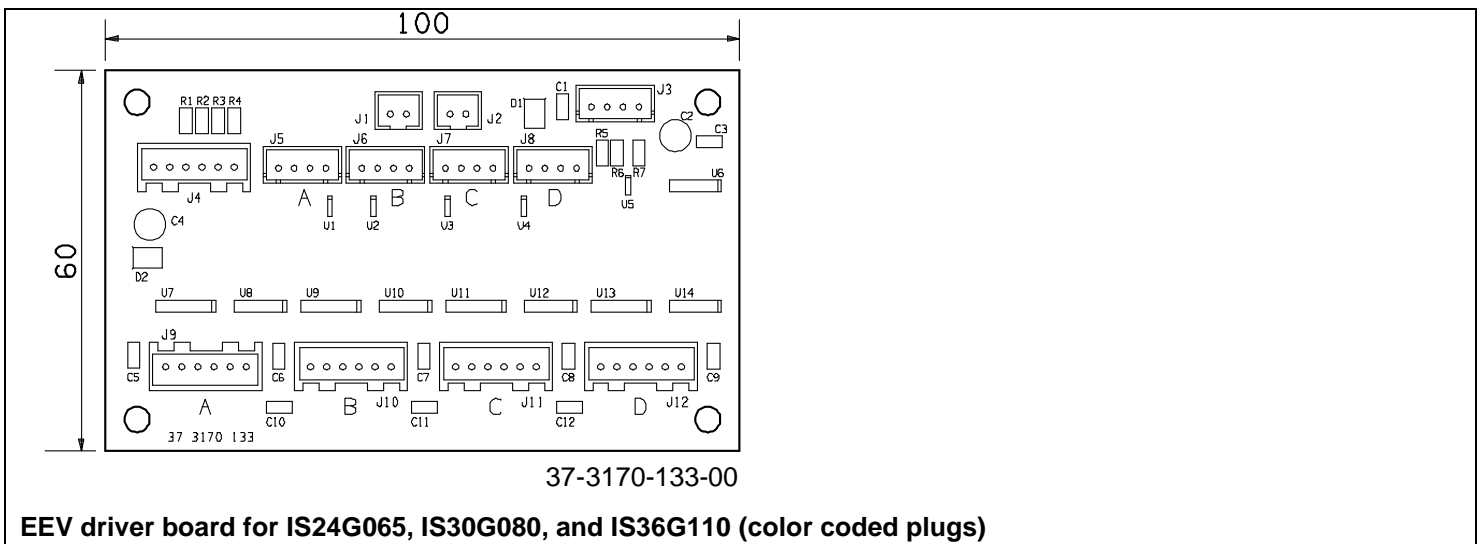 100
C1 J3
D1
R1 R2 R3 R4 J1 J2 C2
C3
J5 J6 J7 J8 R5
R6 R7 U6
J4 A B C D U5
C4 U1 U2 U3 U4
60
D2
U7 U8 U9 U10 U11 U12 U13 U14
J9
C5 C6 C7 C8 C9
A B J10 C J11 D J12
C10 C11 C12
37 3170 133
37-3170-133-00
EEV driver board for IS24G065, IS30G080, and IS36G110 (color coded plugs)